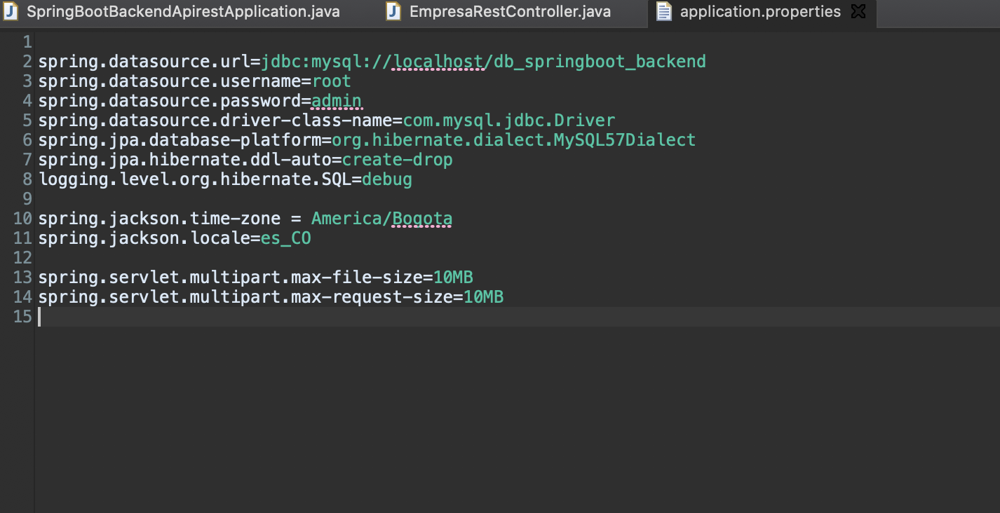 SpringBootBackendApirestApplication.java EmpresaRestController.java application.properties
1
2 spring.datasource.url=jdbc:mysql://localhost/db_springboot_backend
3 spring.datasource.username=root
4 spring.datasource.password=admin
5 spring.datasource.driver-class-name=com.mysql.jdbc.Driver
6 spring.jpa.database-platform=org.hibernate.dialect.MySQL57Dialect
7 spring.jpa.hibernate.ddl-auto=create-drop
8 logging.level.org.hibernate.SQL=debug
9
10 spring.jackson.time-zone = America/Bogota
11 spring.jackson.locale=es_CO
12
13 spring.servlet.multipart.max-file-size=10MB
14 spring.servlet.multipart.max-request-size=10MB
15